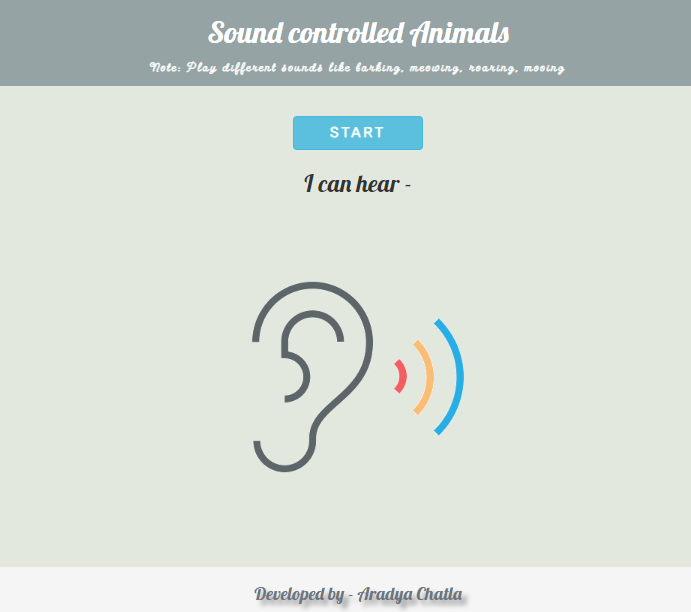 Sound controlled Animals
Note: Play different sounds like barking, meowing, roaring, mooing
START
I can hear -
Developed by - Aradya Chatla